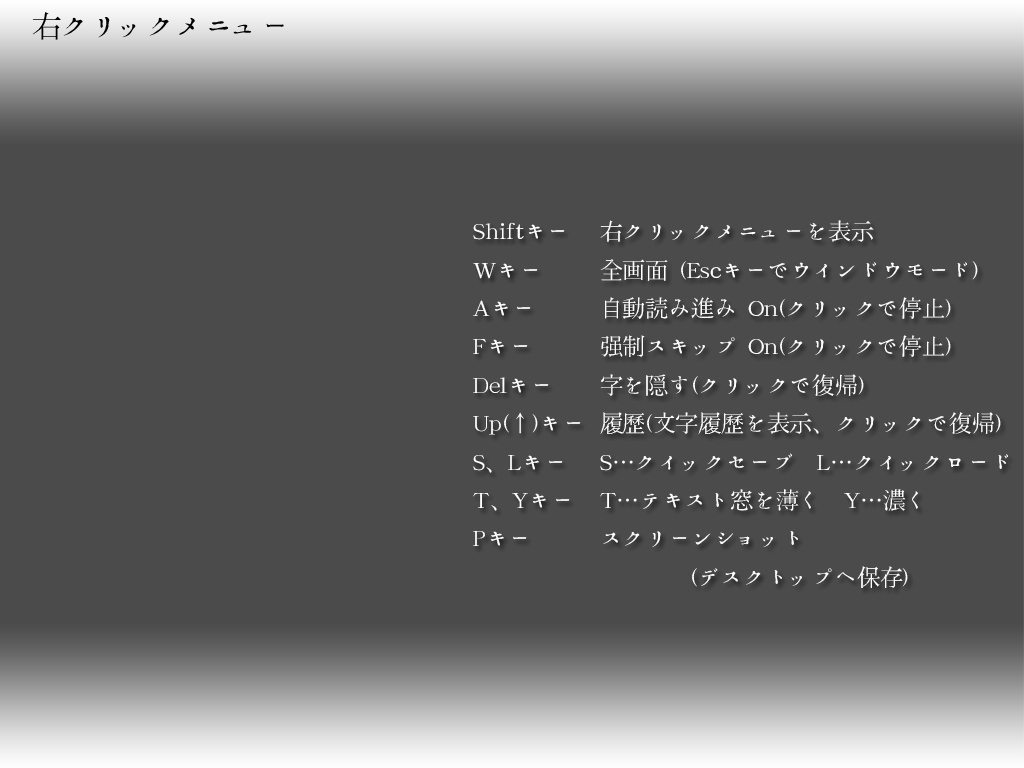 右クリックメニュー
Shiftキー 右クリックメニューを表示
Wキー 全画面 (Escキーでウインドウモード)
Aキー 自動読み進み On(クリックで停止)
Fキー 强制スキップ On(クリックで停止)
Delキー 字を隠す(クリックで復帰)
Up(↑)キー 履歴(文字履歴を表示、クリックで復帰)
S、Lキー S…クイックセーブ L…クイックロード
T、Yキー T…テキスト窓を薄く Y…濃く
Pキー スクリーンショット
(デスクトップへ保存)